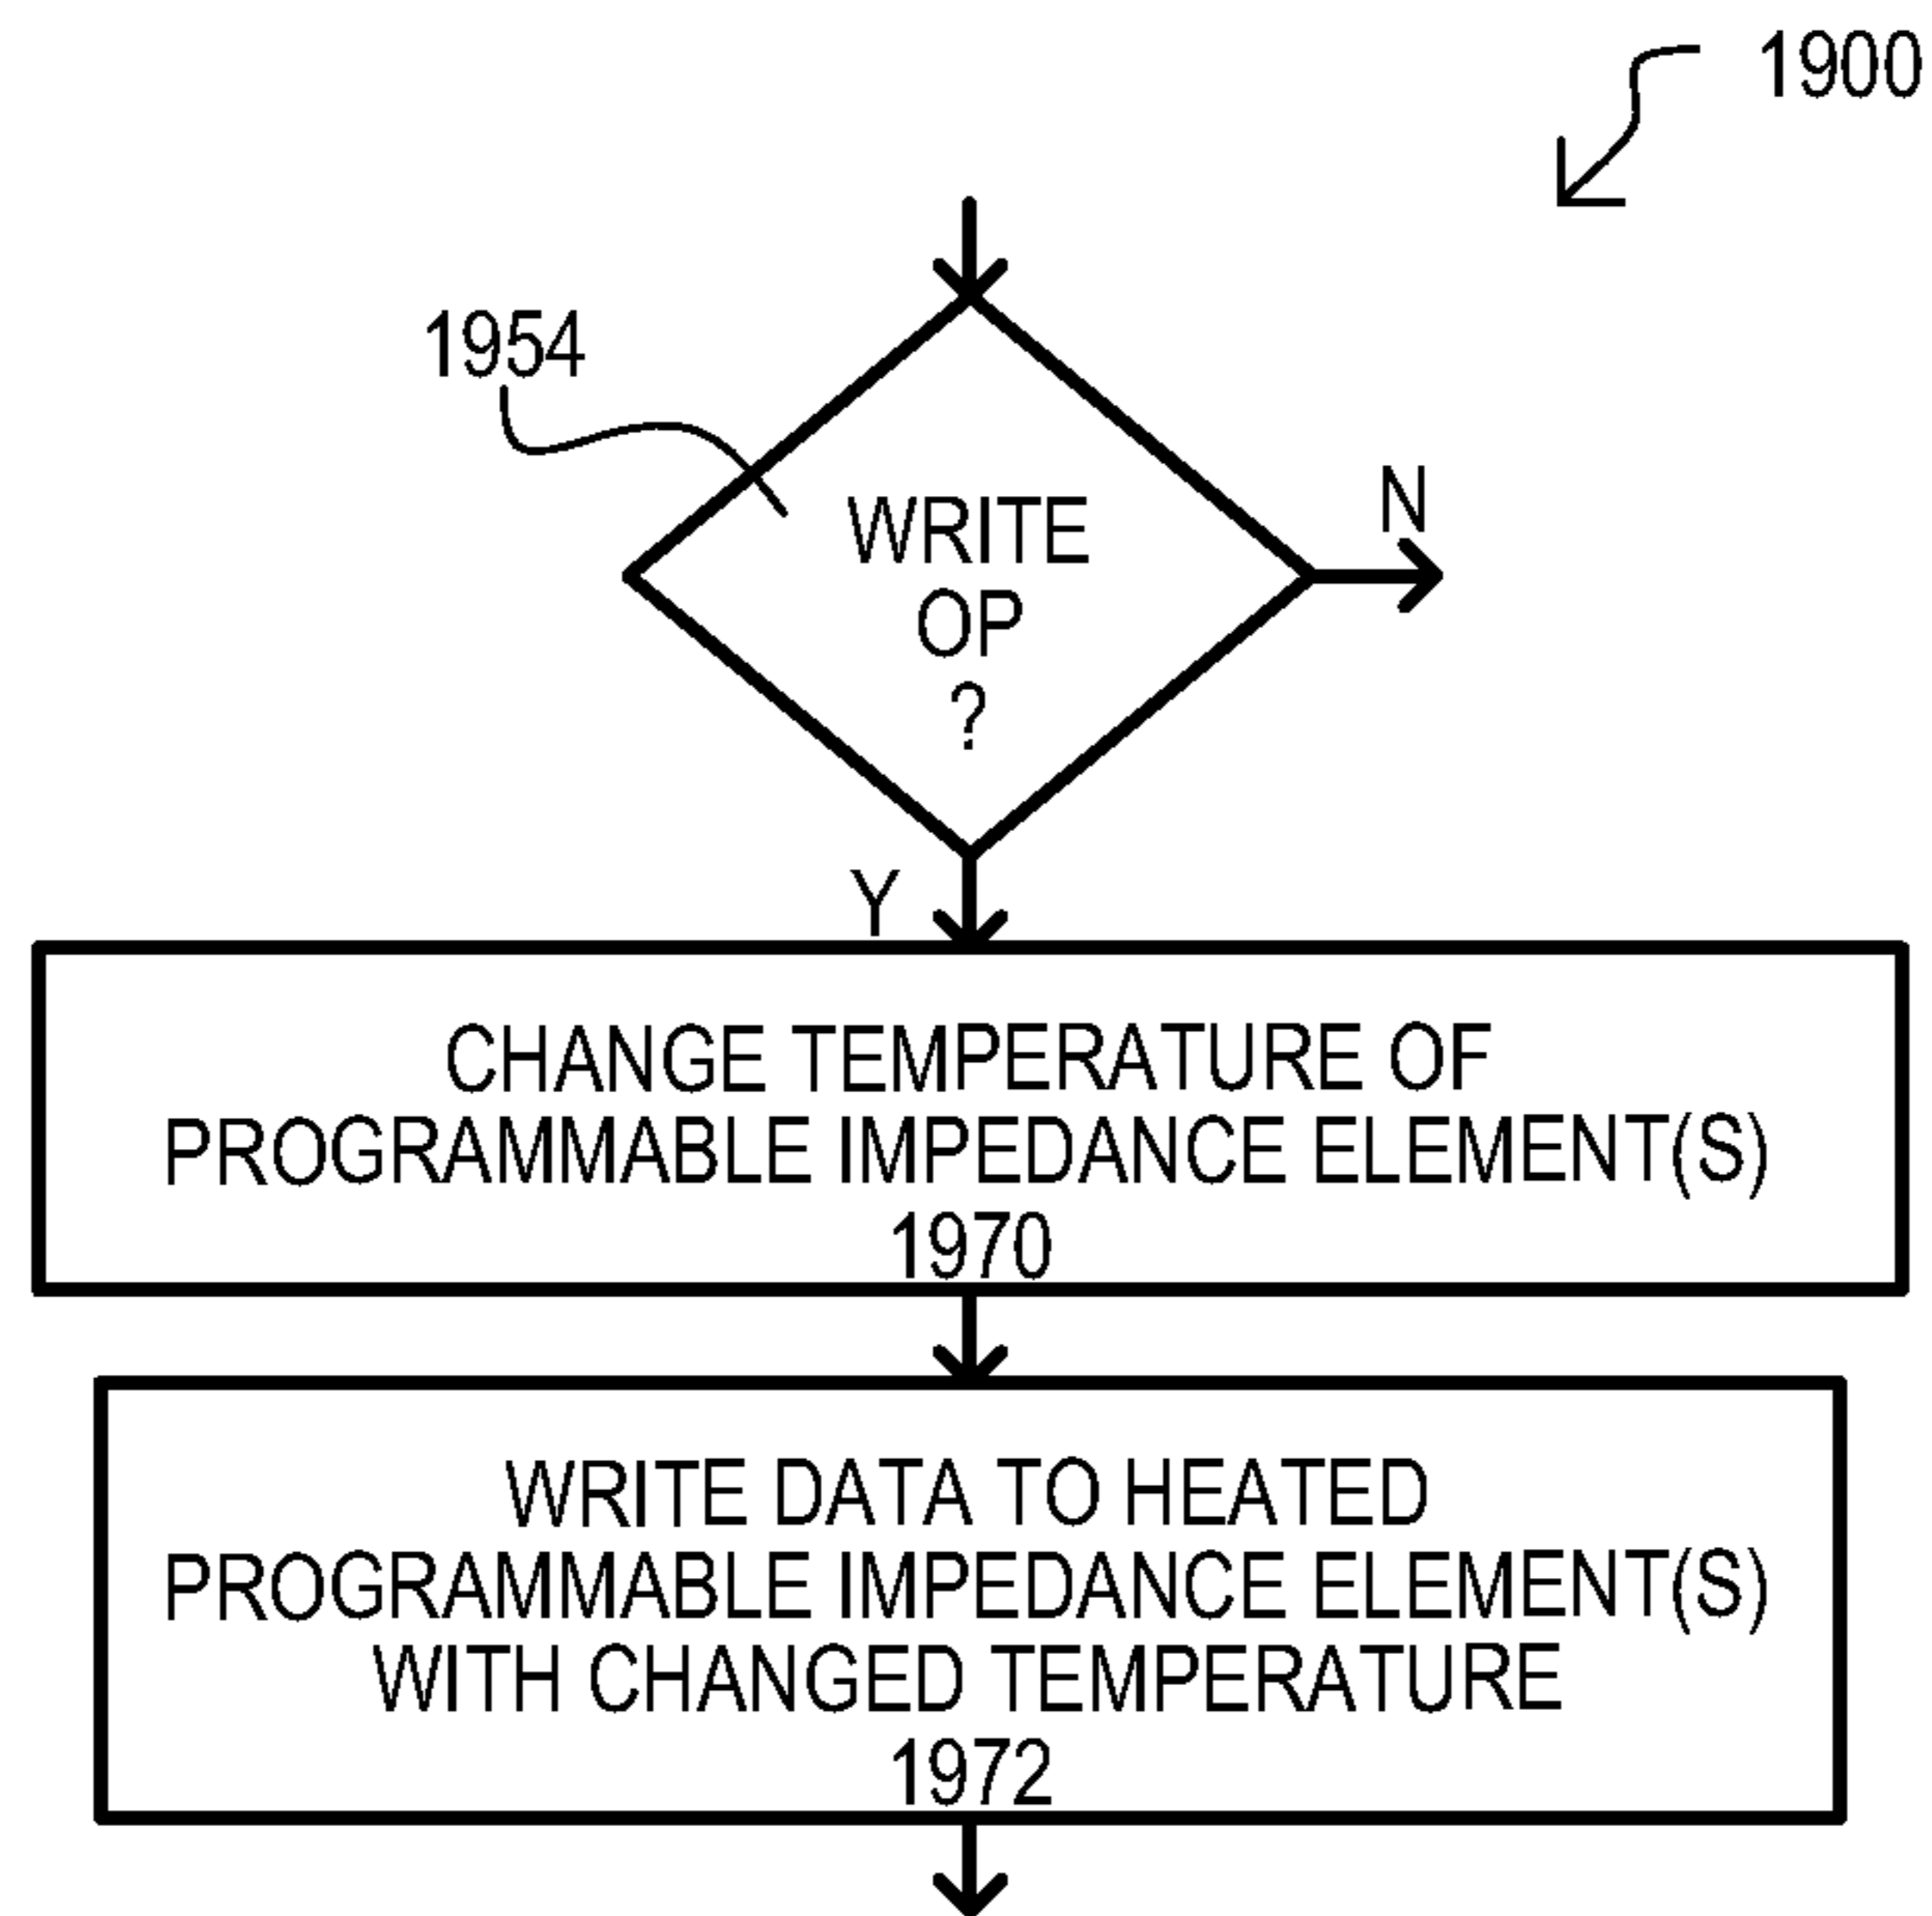 1900
1954
WRITE
OP
?
N
Y
CHANGE TEMPERATURE OF
PROGRAMMABLE IMPEDANCE ELEMENT(S)
1970
WRITE DATA TO HEATED
PROGRAMMABLE IMPEDANCE ELEMENT(S)
WITH CHANGED TEMPERATURE
1972